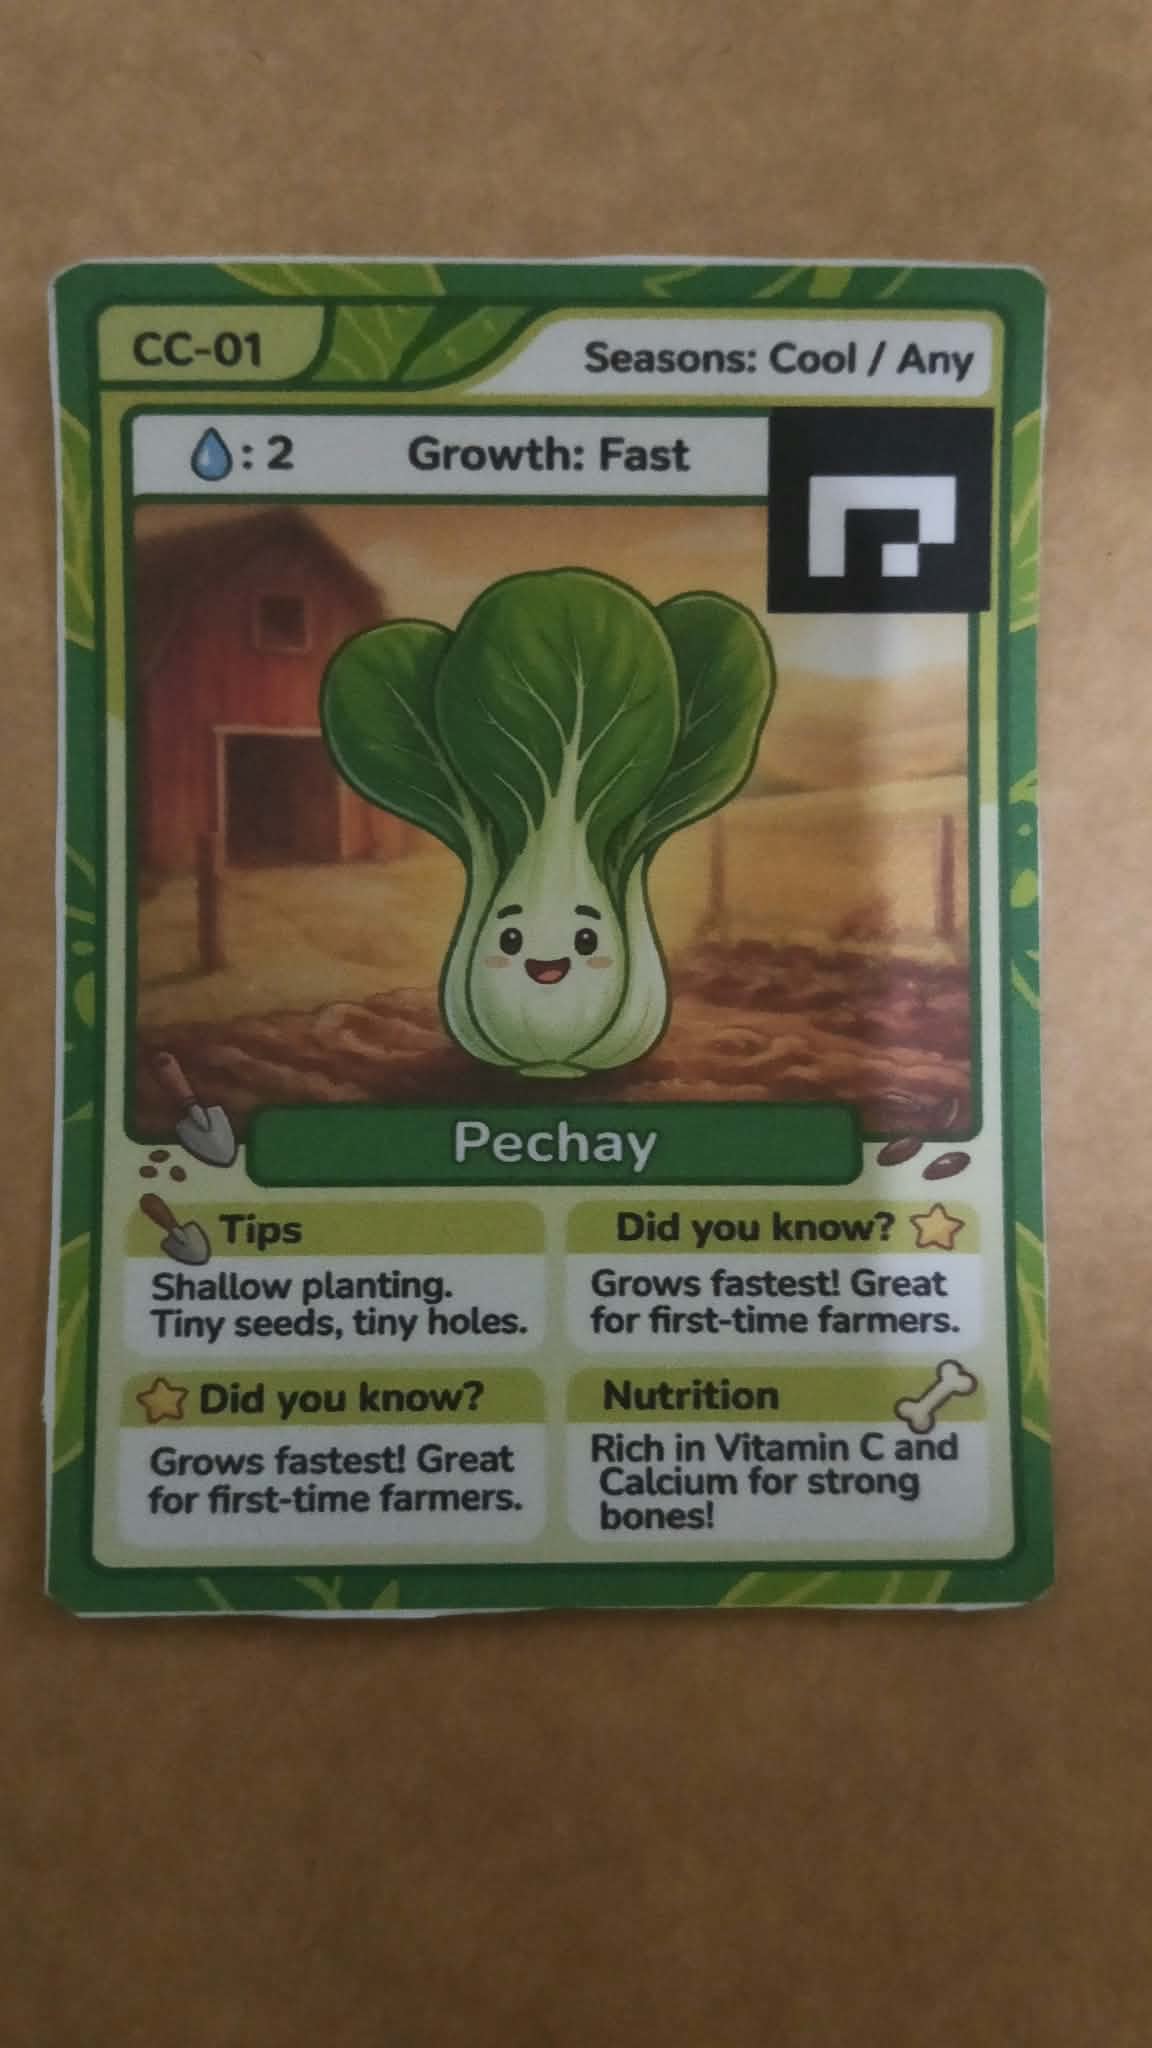 CC-01
Seasons: Cool / Any
: 2
Growth: Fast
Pechay
Tips
Shallow planting.
Tiny seeds, tiny holes.
Did you know?
Grows fastest! Great
for first-time farmers.
Did you know?
Grows fastest! Great
for first-time farmers.
Nutrition
Rich in Vitamin C and
Calcium for strong
bones!